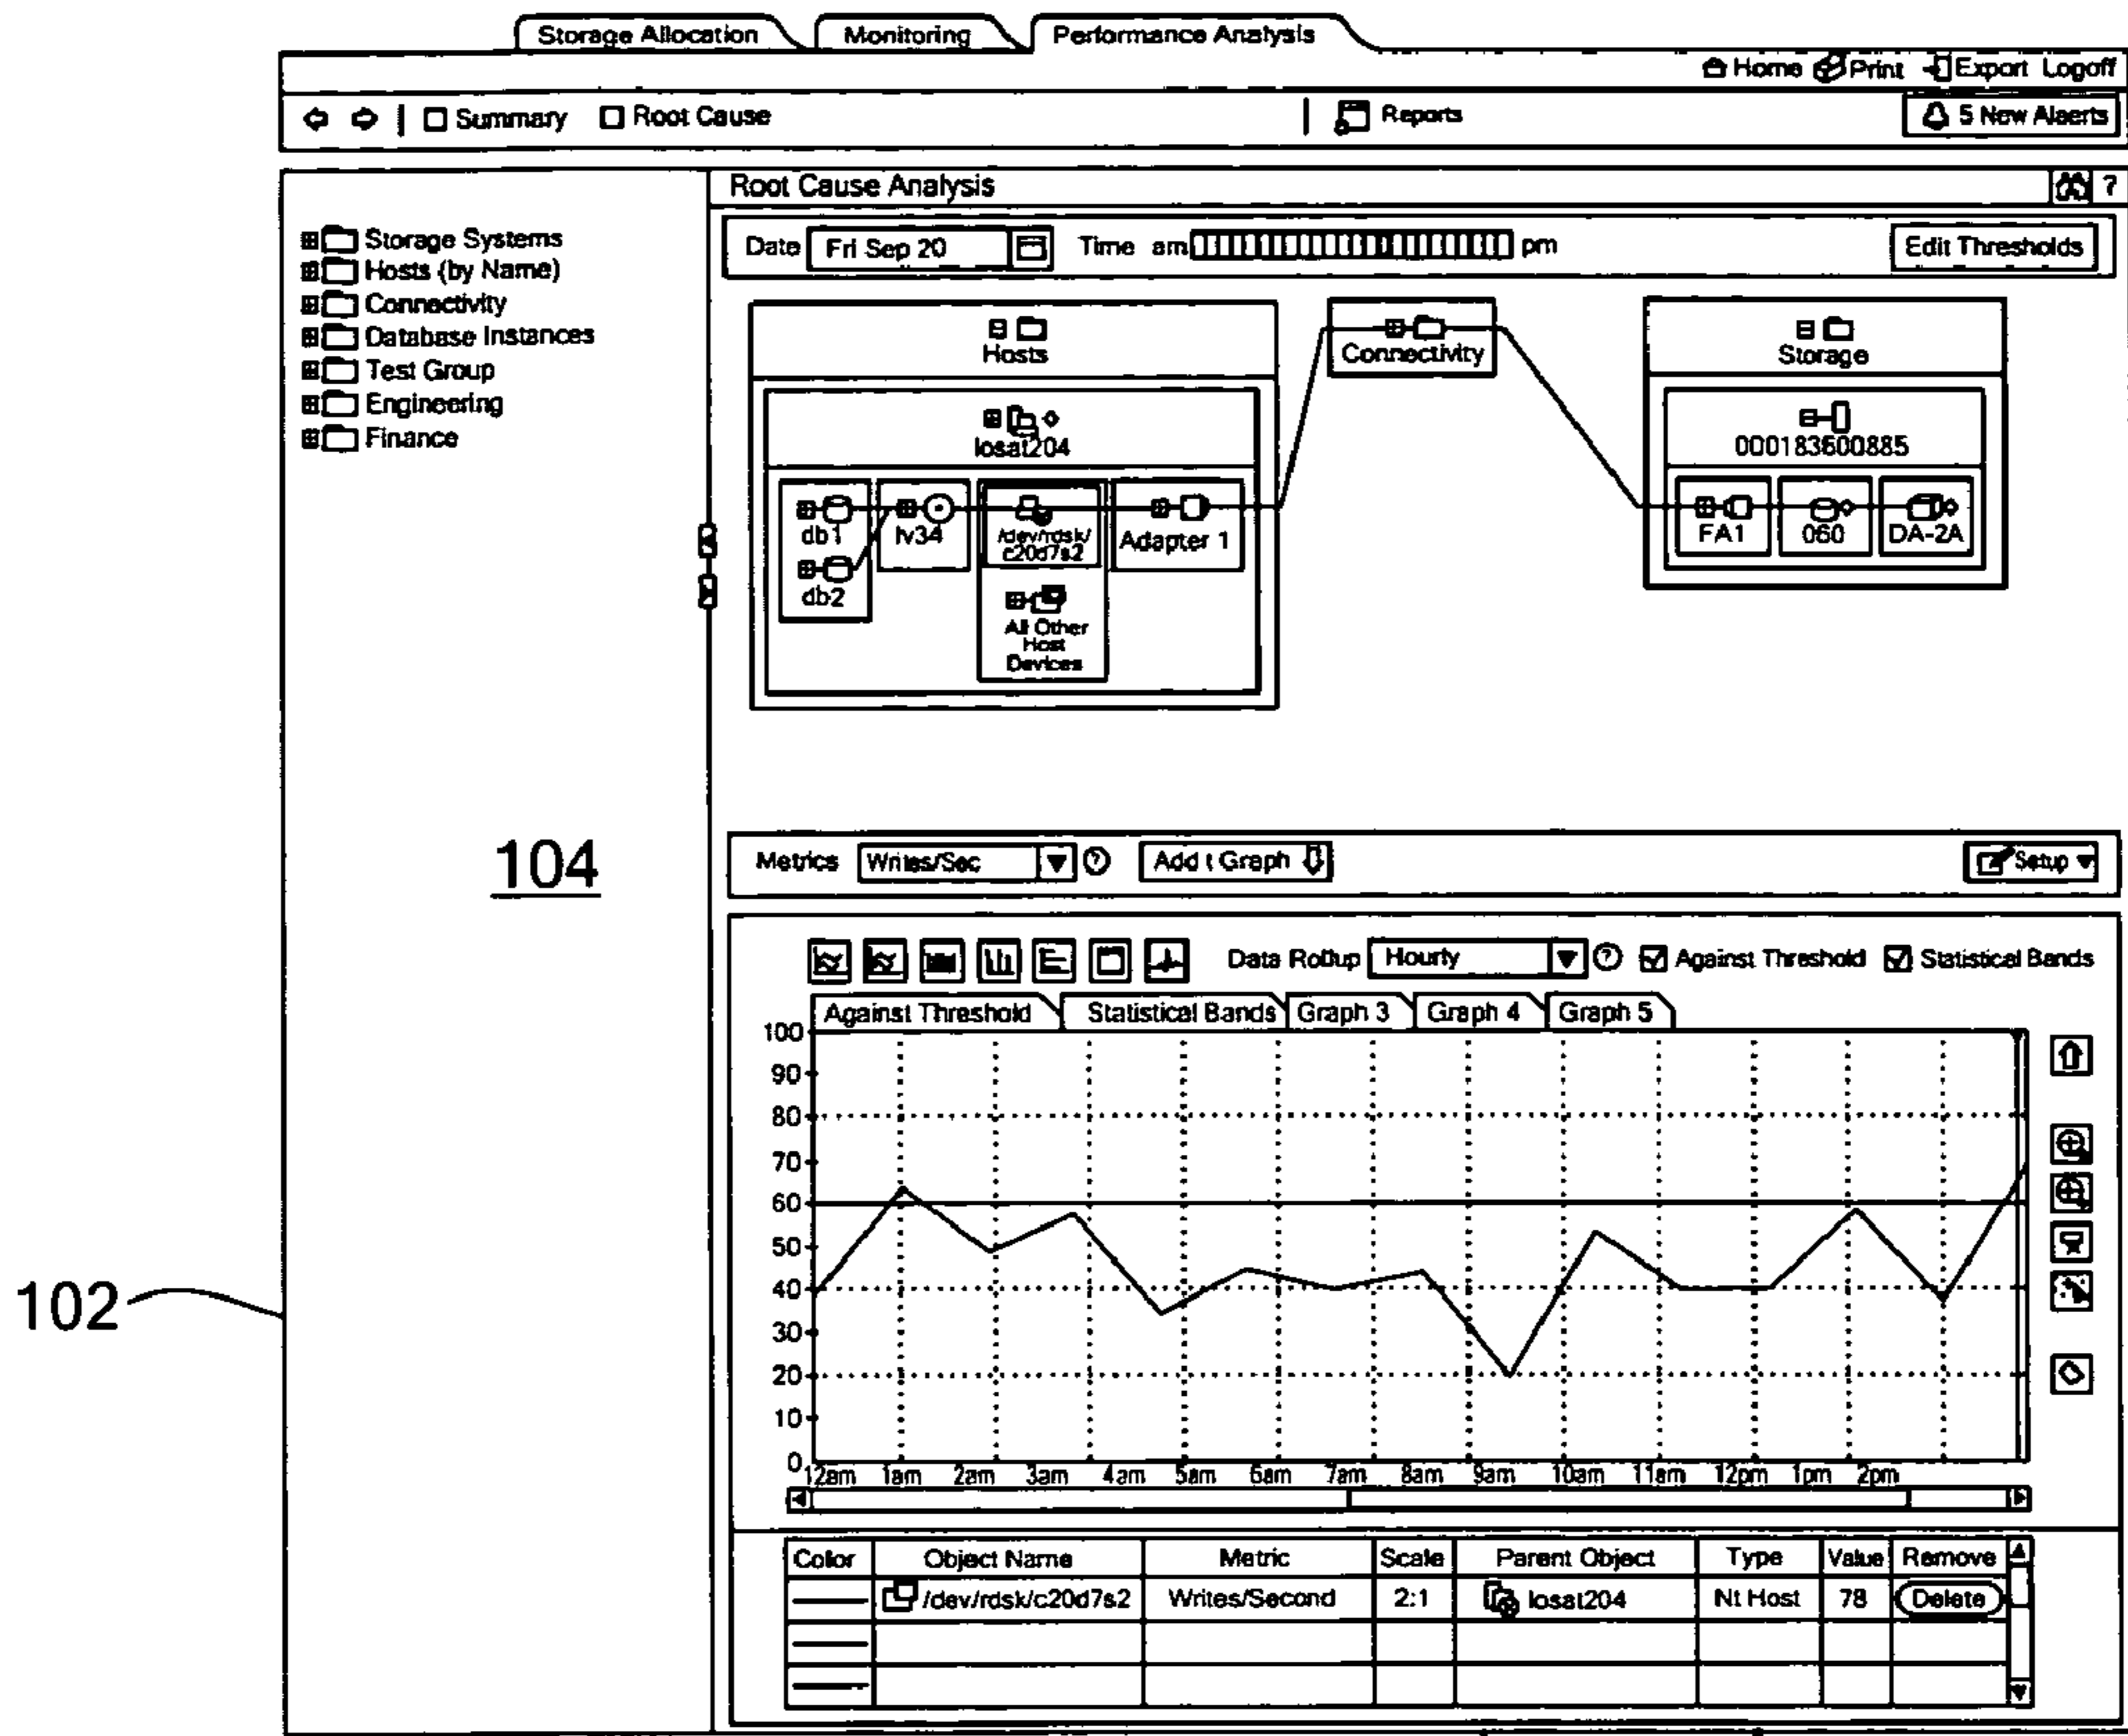 Storage Allocation Monitoring Performance Analysis
Home Print Export Logoff
Summary Root Cause Reports 5 New Alaerts
Root Cause Analysis ?
Storage Systems
Hosts (by Name)
Connectivity
Database Instances
Test Group
Engineering
Finance
Date Fri Sep 20 Time am pm Edit Thresholds
Hosts
Connectivity
Storage
losat204
000183600885
db1
lv34
/dev/rdsk/
c20d7s2
Adapter 1
FA1
060
DA-2A
db2
All Other
Host
Devices
104
102
Metrics Writes/Sec ? Add t Graph Setup
Data Rollup Hourly ? Against Threshold Statistical Bands
Against Threshold Statistical Bands Graph 3 Graph 4 Graph 5
100
90
80
70
60
50
40
30
20
10
0
12am 1am 2am 3am 4am 5am 6am 7am 8am 9am 10am 11am 12pm 1pm 2pm
Color Object Name Metric Scale Parent Object Type Value Remove
/dev/rdsk/c20d7s2 Writes/Second 2:1 losat204 Nt Host 78 Delete